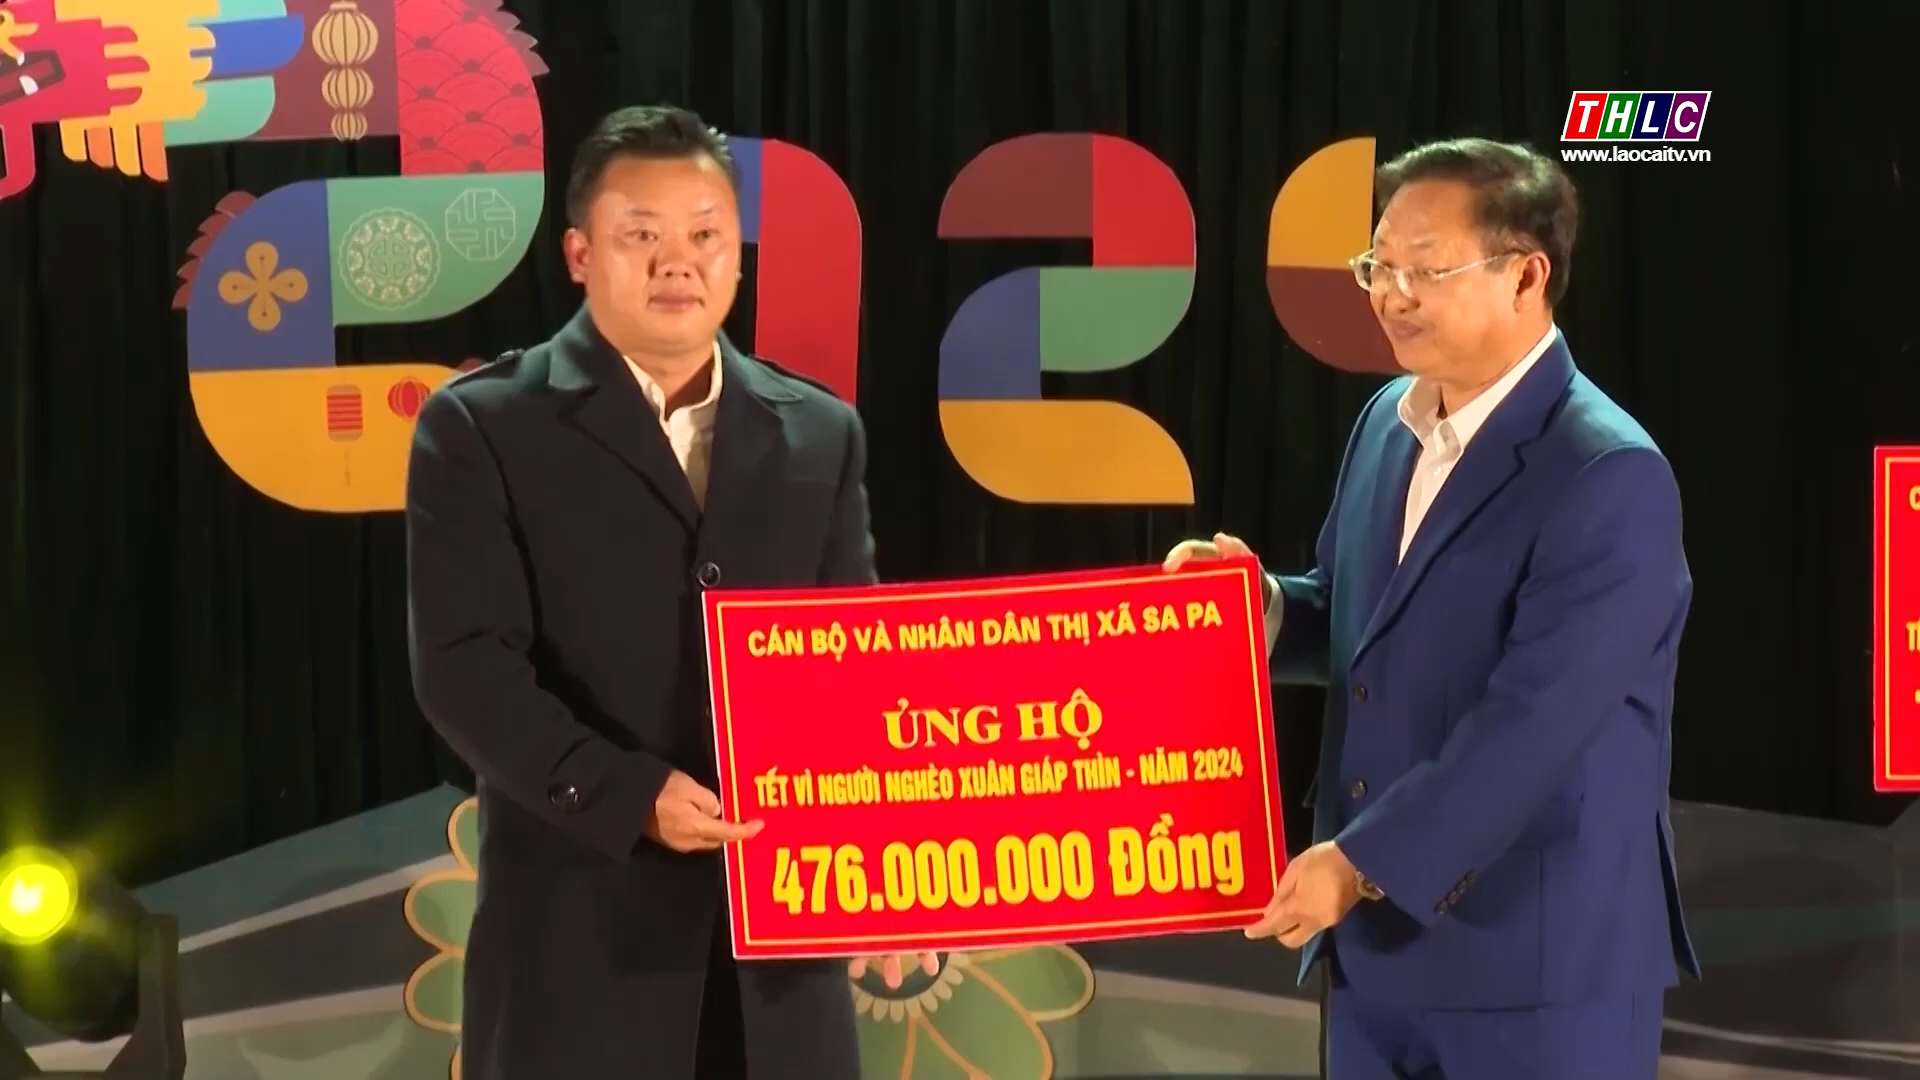 THLC
www.laocaitv.vn
CÁN BỘ VÀ NHÂN DÂN THỊ XÃ SA PA
ỦNG HỘ
TẾT VÌ NGƯỜI NGHÈO XUÂN GIÁP THÌN - NĂM 2024
476.000.000 Đồng